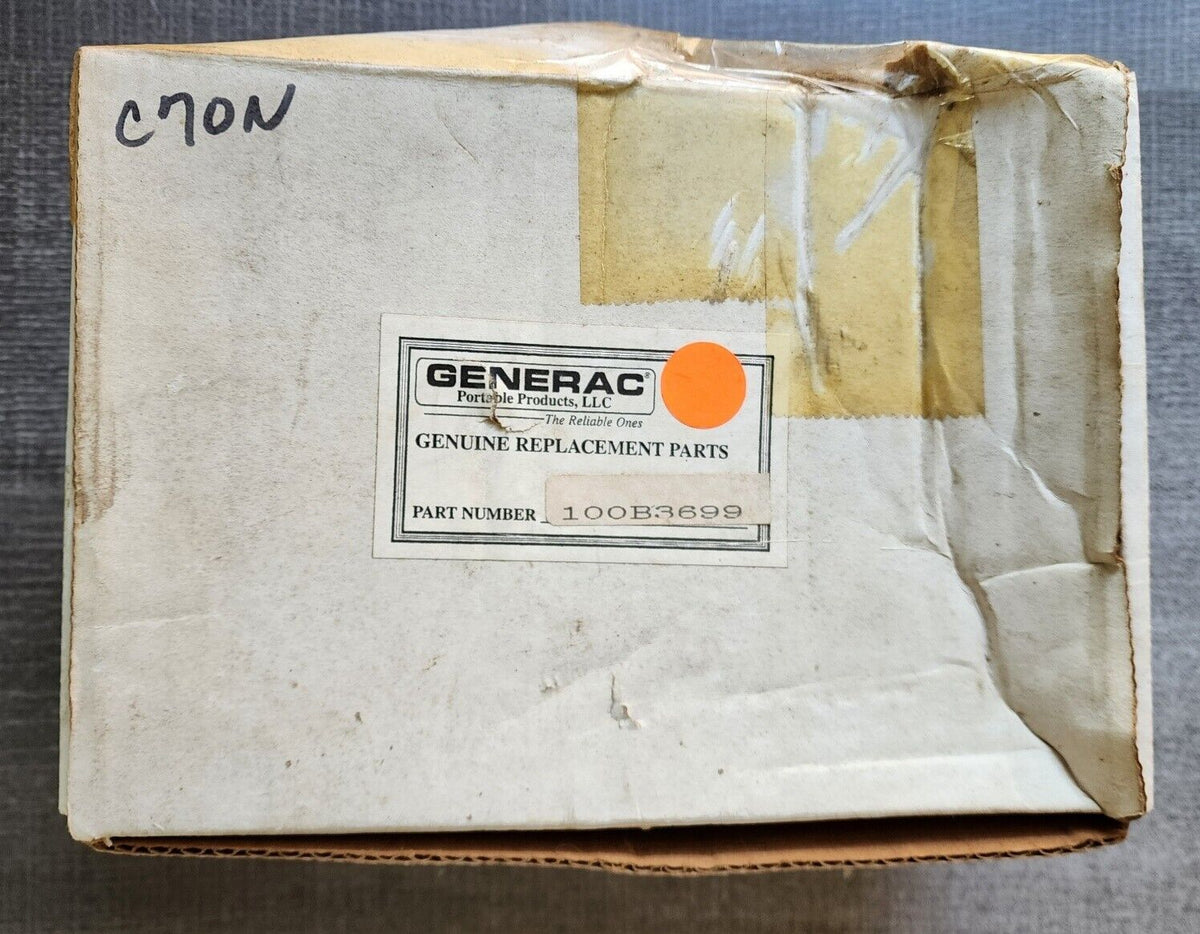 C70N
GENERAC®
Portable Products, LLC
The Reliable Ones
GENUINE REPLACEMENT PARTS
PART NUMBER 100B3699